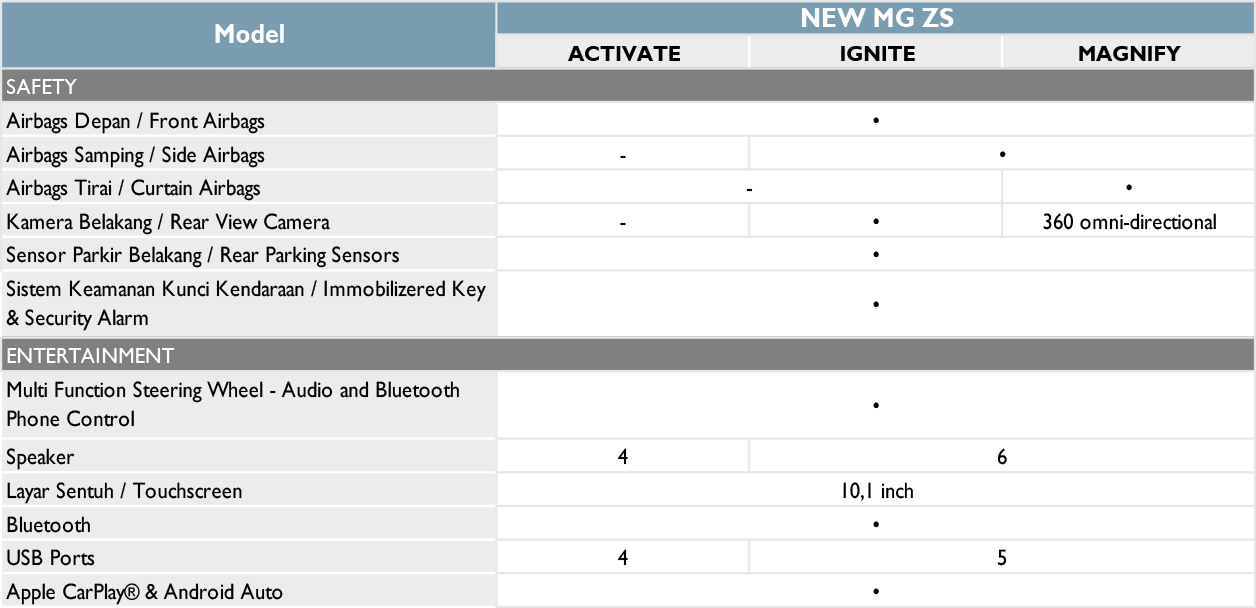 Model
NEW MG ZS
ACTIVATE IGNITE MAGNIFY
SAFETY
Airbags Depan / Front Airbags •
Airbags Samping / Side Airbags - •
Airbags Tirai / Curtain Airbags - •
Kamera Belakang / Rear View Camera - • 360 omni-directional
Sensor Parkir Belakang / Rear Parking Sensors •
Sistem Keamanan Kunci Kendaraan / Immobilizered Key
& Security Alarm •
ENTERTAINMENT
Multi Function Steering Wheel - Audio and Bluetooth
Phone Control •
Speaker 4 6
Layar Sentuh / Touchscreen 10,1 inch
Bluetooth •
USB Ports 4 5
Apple CarPlay® & Android Auto •